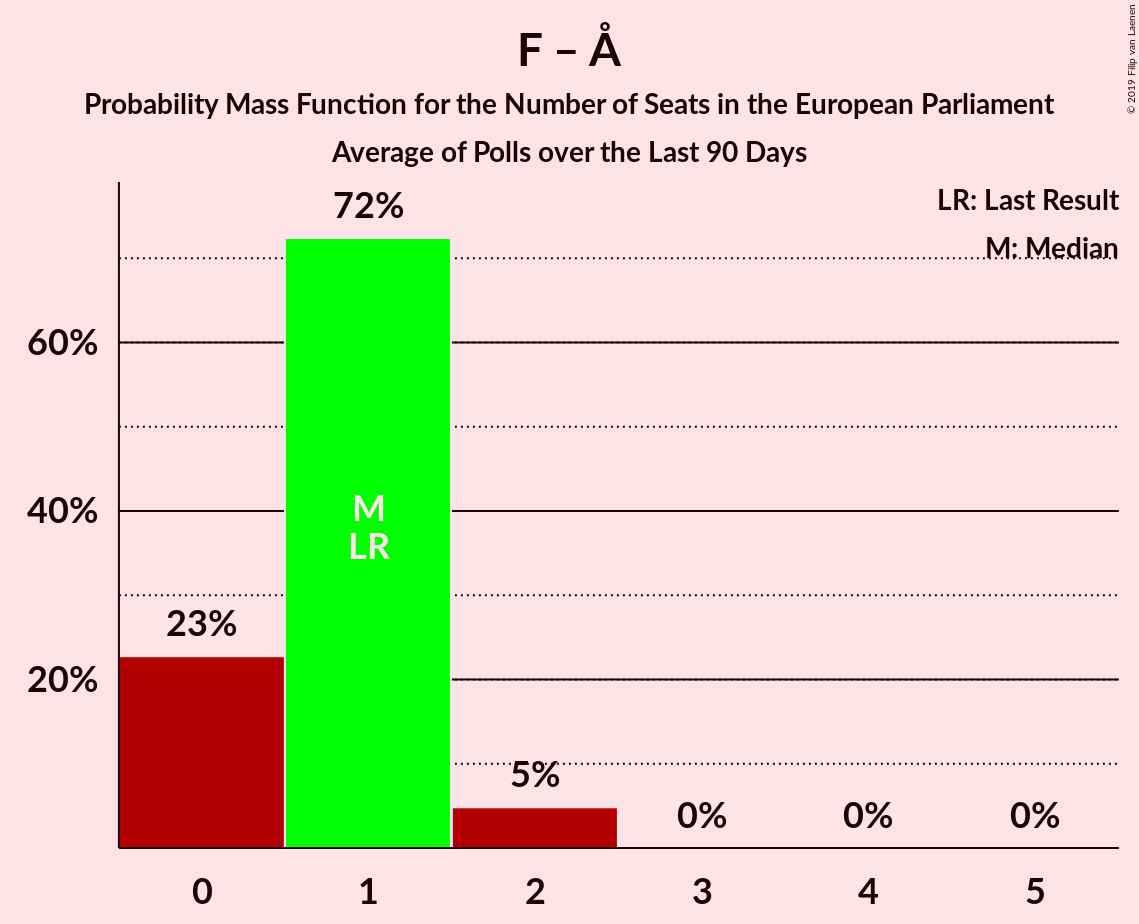 F – Å
Probability Mass Function for the Number of Seats in the European Parliament
Average of Polls over the Last 90 Days
© 2019 Filip van Laenen
LR: Last Result
M: Median
72%
60%
M
40%
LR
23%
20%
5%
0%
0%
0%
0
1
2
3
4
5